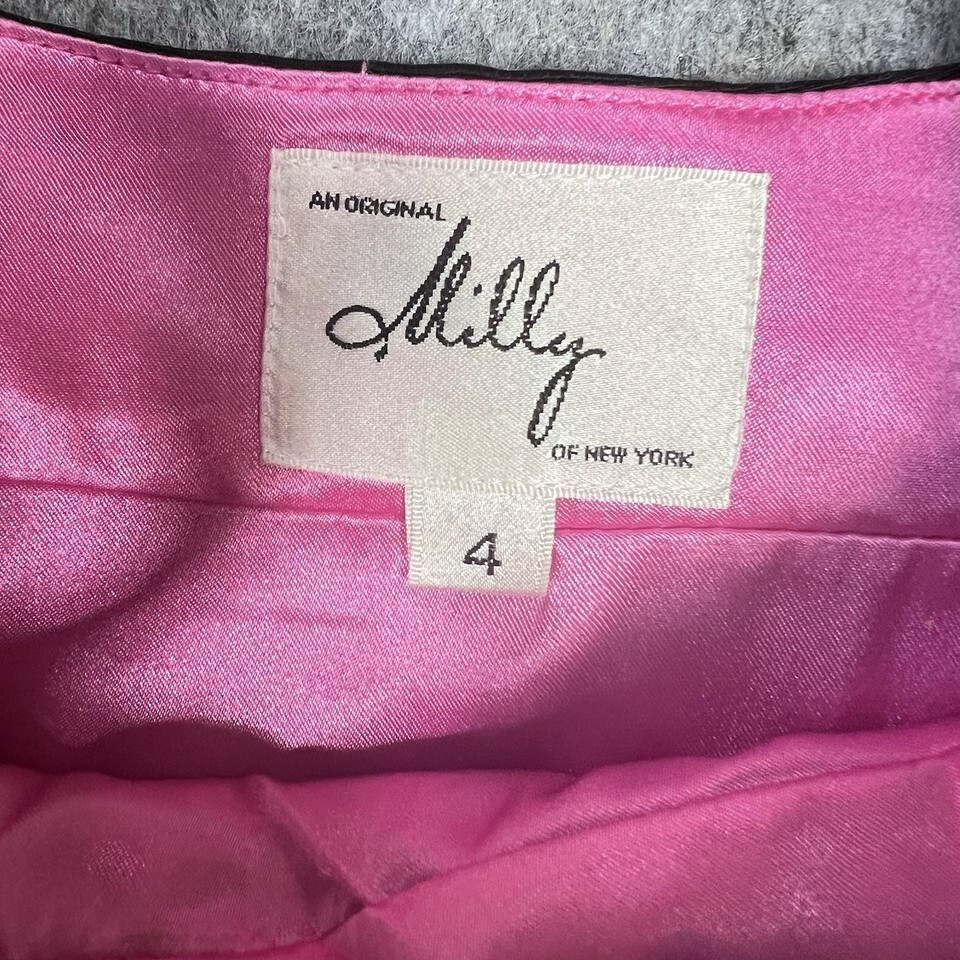 AN ORIGINAL
Milly
OF NEW YORK
4